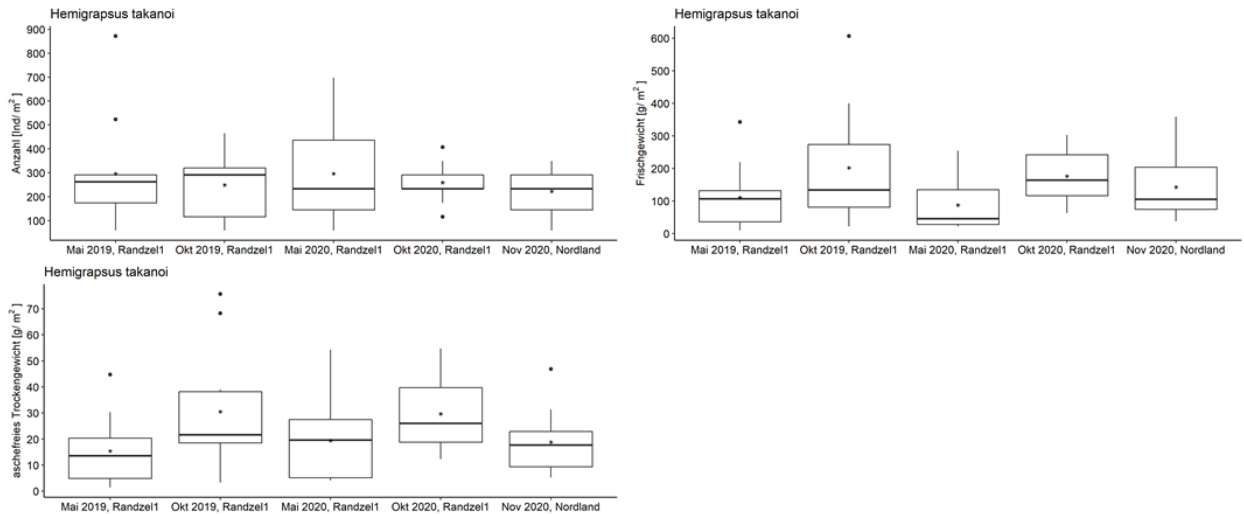 Hemigrapsus takanoi
Anzahl [Ind/ m²]
900
800
700
600
500
400
300
200
100
Mai 2019, Randzel1 Okt 2019, Randzel1 Mai 2020, Randzel1 Okt 2020, Randzel1 Nov 2020, Nordland
Hemigrapsus takanoi
Frischgewicht [g/ m²]
600
500
400
300
200
100
0
Mai 2019, Randzel1 Okt 2019, Randzel1 Mai 2020, Randzel1 Okt 2020, Randzel1 Nov 2020, Nordland
Hemigrapsus takanoi
aschefreies Trockengewicht [g/ m²]
70
60
50
40
30
20
10
0
Mai 2019, Randzel1 Okt 2019, Randzel1 Mai 2020, Randzel1 Okt 2020, Randzel1 Nov 2020, Nordland